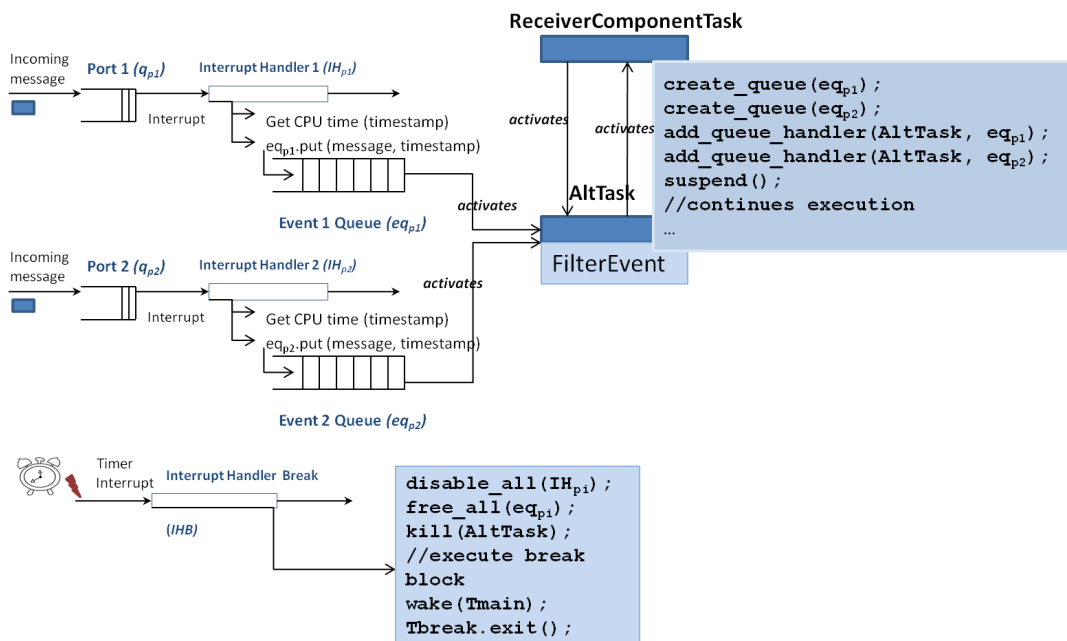 ReceiverComponentTask
Incoming
message
Port 1 (qp1)
Interrupt Handler 1 (IHp1)
Interrupt
Get CPU time (timestamp)
eqp1.put (message, timestamp)
Event 1 Queue (eqp1)
activates
activates
create_queue(eqp1);
create_queue(eqp2);
add_queue_handler(AltTask, eqp1);
add_queue_handler(AltTask, eqp2);
suspend();
//continues execution
…
AltTask
activates
FilterEvent
Incoming
message
Port 2 (qp2)
Interrupt Handler 2 (IHp2)
activates
Interrupt
Get CPU time (timestamp)
eqp2.put (message, timestamp)
Event 2 Queue (eqp2)
Timer
Interrupt
Interrupt Handler Break
(IHB)
disable_all(IHpi);
free_all(eqpi);
kill(AltTask);
//execute break
block
wake(Tmain);
Tbreak.exit();